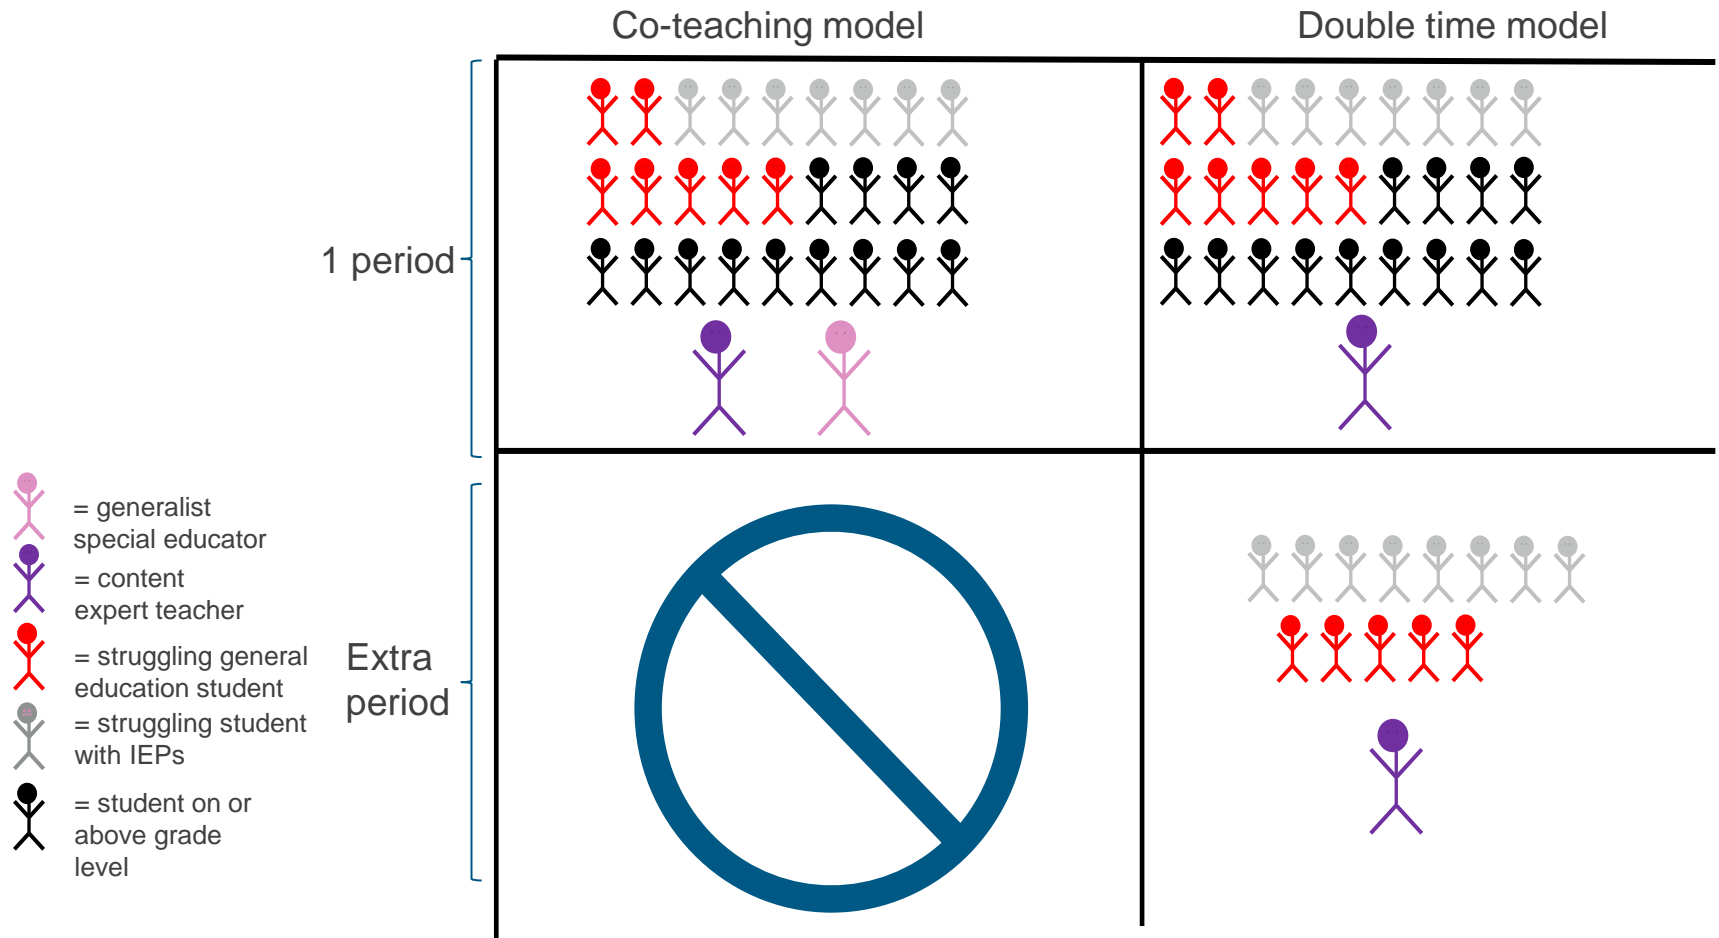 Co-teaching model
Double time model
1 period
= generalist
special educator
= content
expert teacher
= struggling general
education student
= struggling student
with IEPs
= student on or
above grade
level
Extra
period